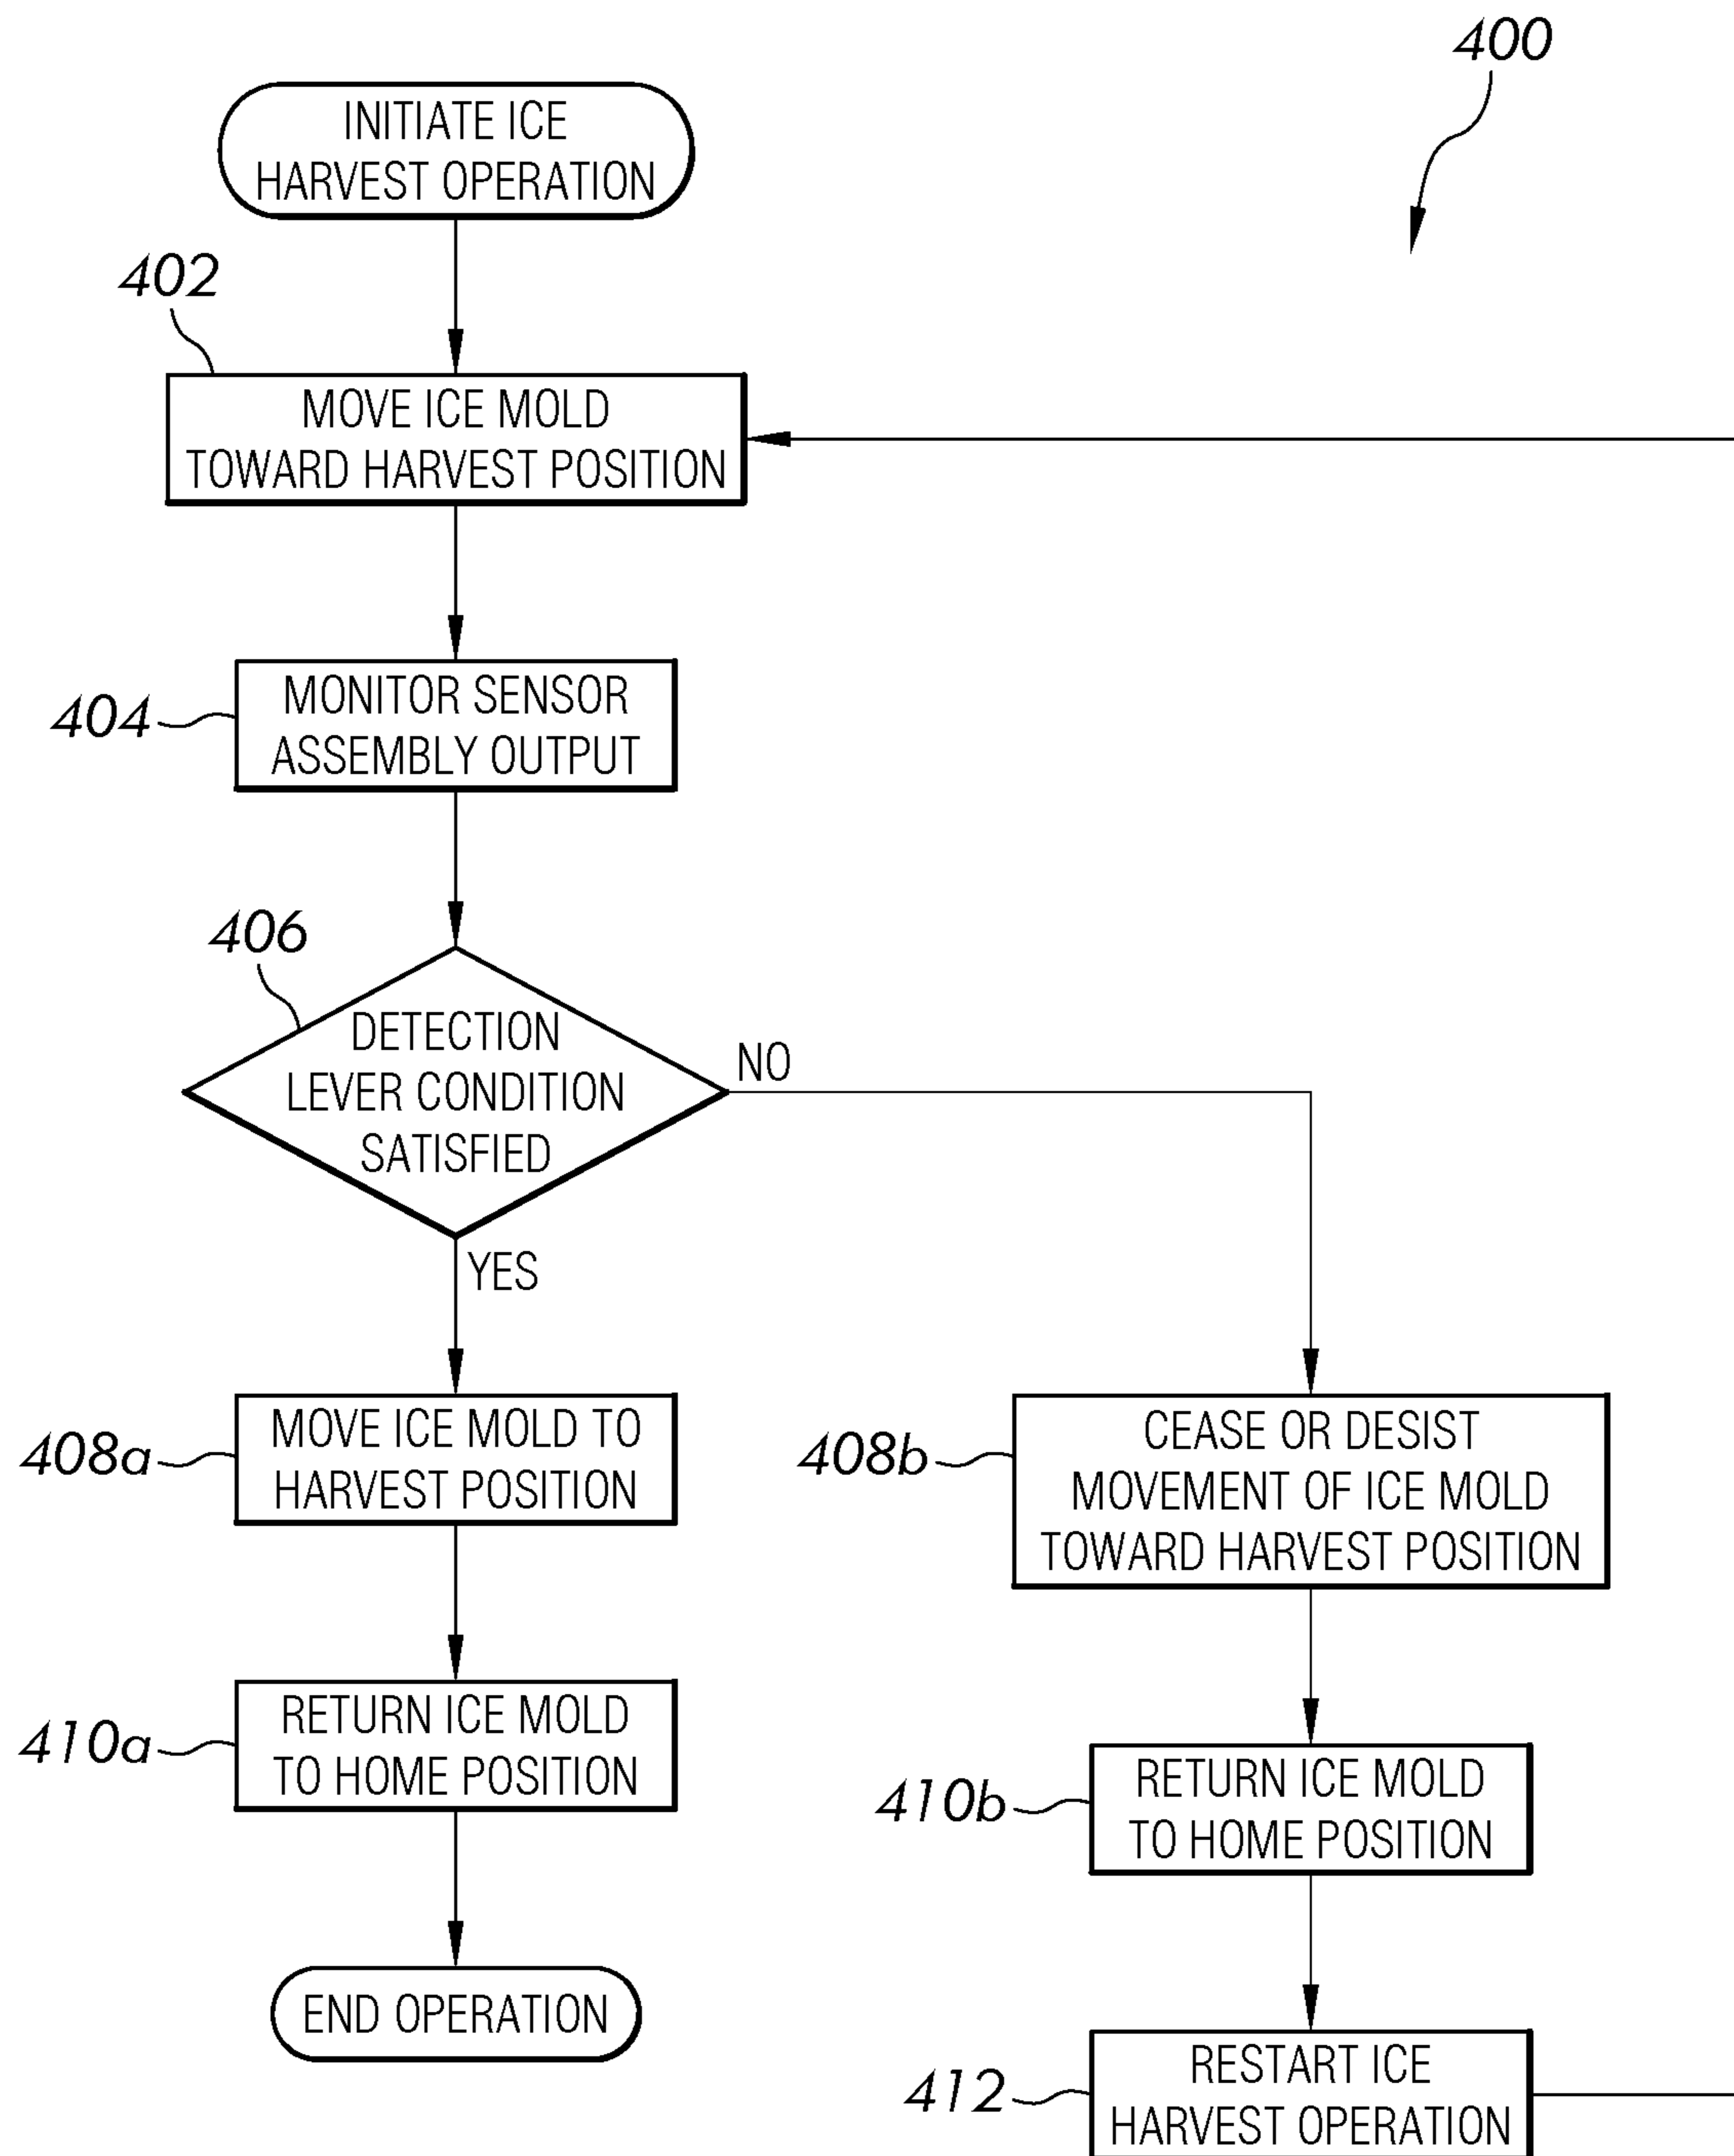 400
INITIATE ICE
HARVEST OPERATION
402
MOVE ICE MOLD
TOWARD HARVEST POSITION
404
MONITOR SENSOR
ASSEMBLY OUTPUT
406
DETECTION
LEVER CONDITION
SATISFIED
NO
YES
408a
MOVE ICE MOLD TO
HARVEST POSITION
408b
CEASE OR DESIST
MOVEMENT OF ICE MOLD
TOWARD HARVEST POSITION
410a
RETURN ICE MOLD
TO HOME POSITION
410b
RETURN ICE MOLD
TO HOME POSITION
END OPERATION
412
RESTART ICE
HARVEST OPERATION